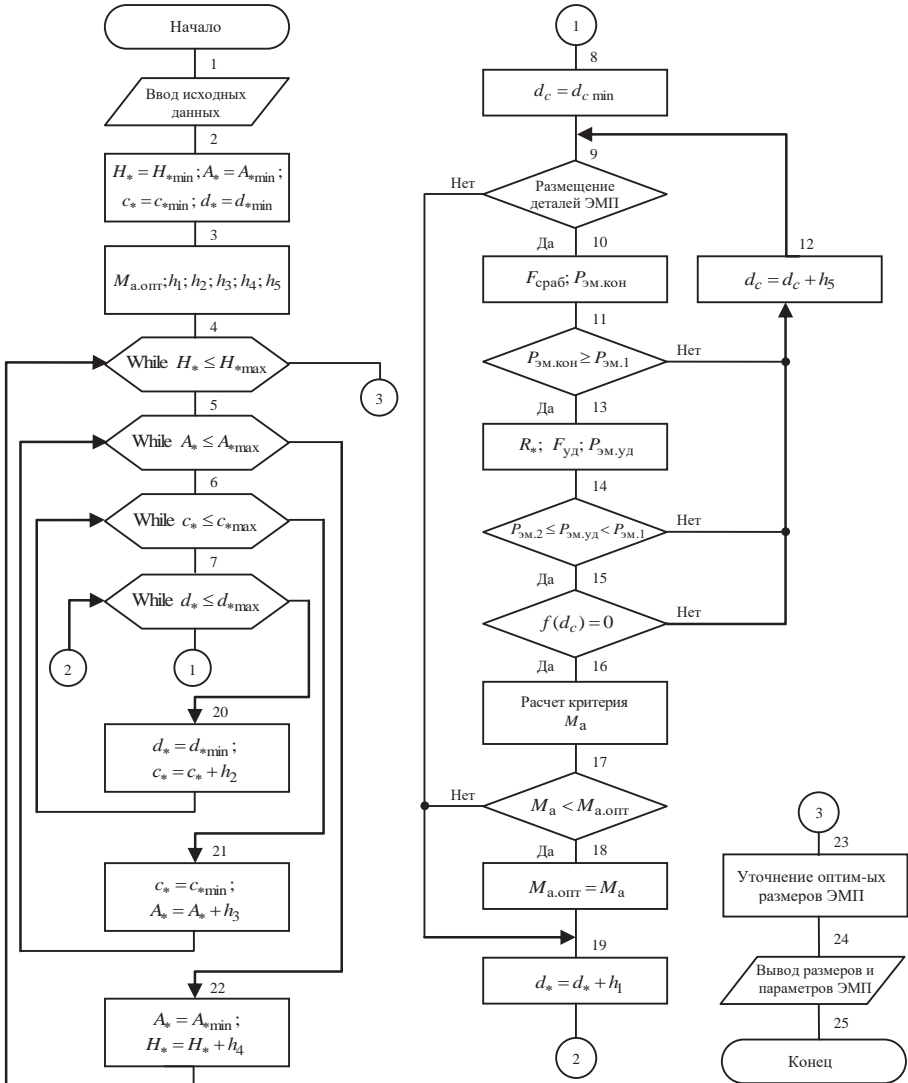 Начало
1
Ввод исходных
данных
2
H* = H*min; A* = A*min;
c* = c*min; d* = d*min
3
Mа.опт; h1; h2; h3; h4; h5
4
While H* ≤ H*max
3
5
While A* ≤ A*max
6
While c* ≤ c*max
7
While d* ≤ d*max
2
1
20
d* = d*min;
c* = c* + h2
21
c* = c*min;
A* = A* + h3
22
A* = A*min;
H* = H* + h4
1
8
dc = dc min
9
Нет
Размещение
деталей ЭМП
Да
10
Fсраб; Pэм.кон
11
Pэм.кон ≥ Pэм.1
Нет
12
dc = dc + h5
Да
13
R*; Fуд; Pэм.уд
14
Pэм.2 ≤ Pэм.уд < Pэм.1
Нет
Да
15
f(dc) = 0
Нет
Да
16
Расчет критерия
Mа
17
Нет
Mа < Mа.опт
Да
18
Mа.опт = Mа
19
d* = d* + h1
2
3
23
Уточнение оптим-ых
размеров ЭМП
24
Вывод размеров и
параметров ЭМП
25
Конец